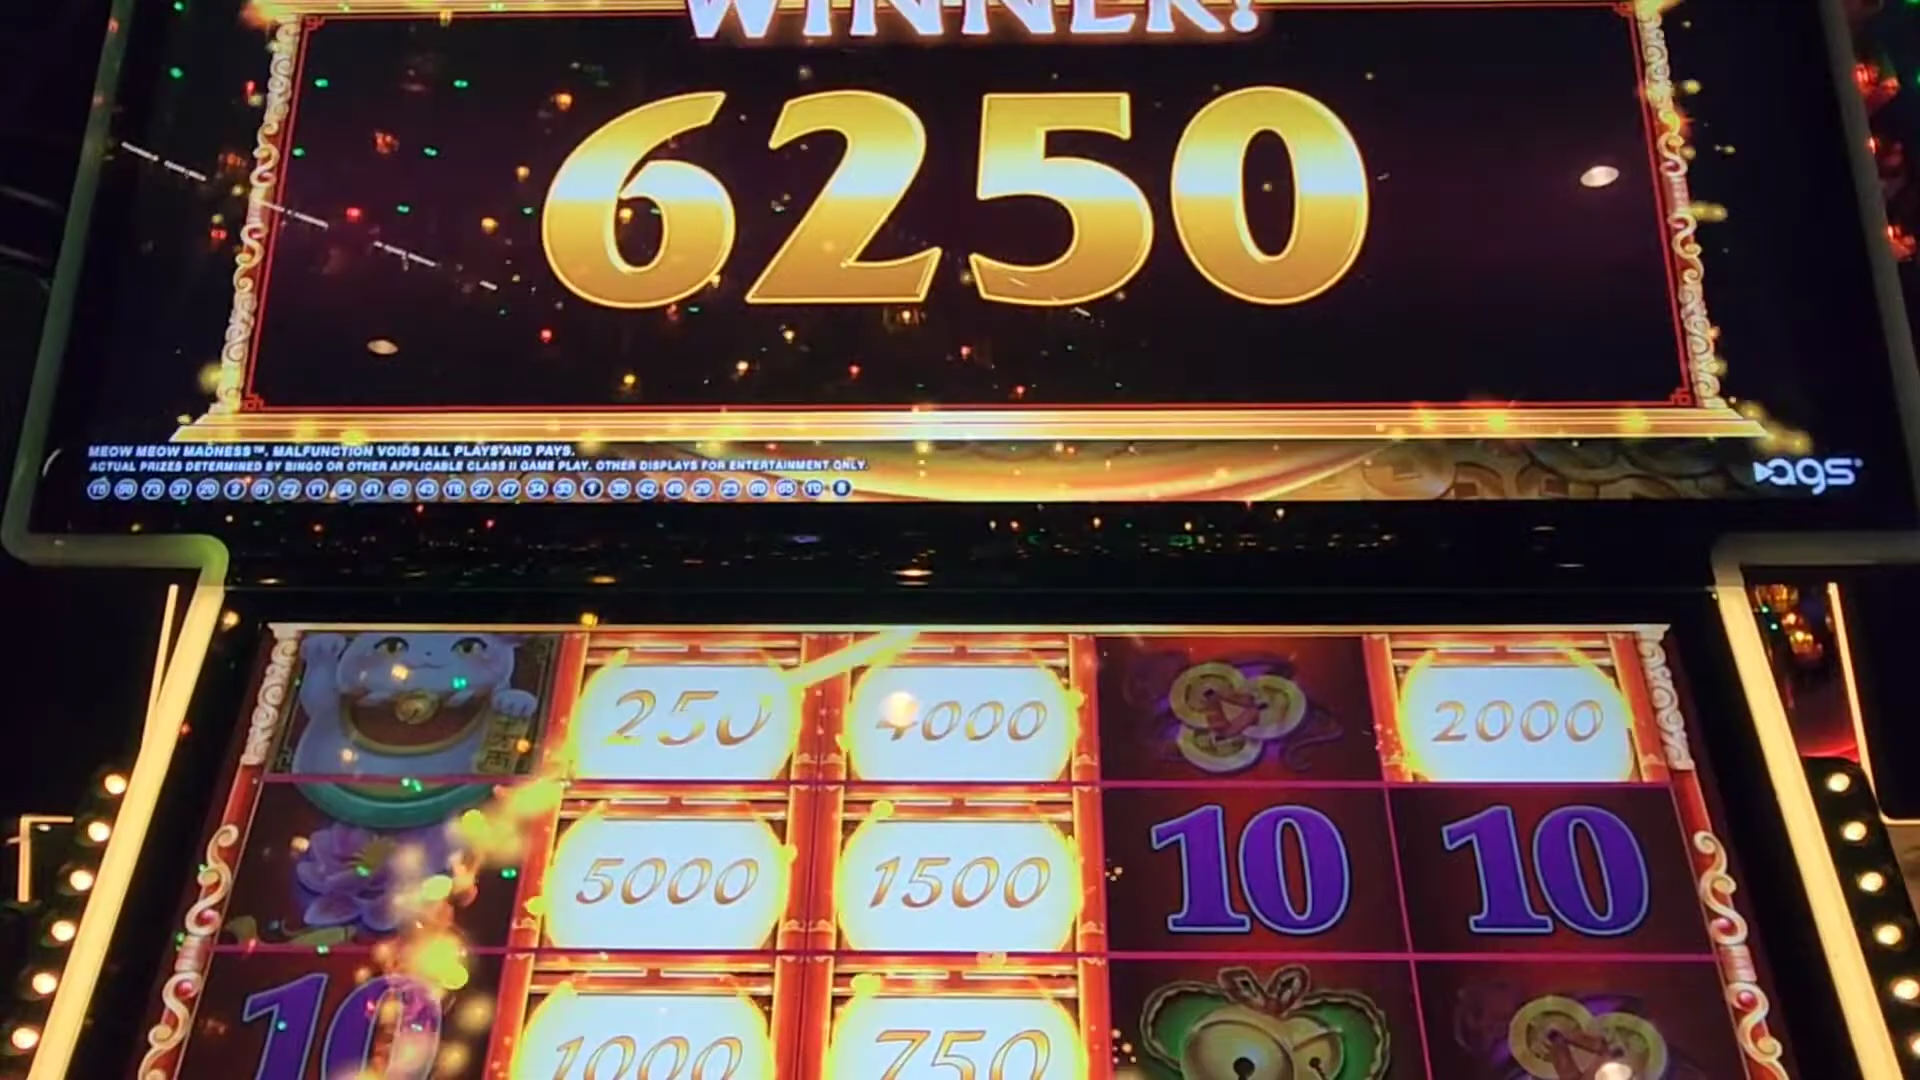 WINNER!
6250
MEOW MEOW MADNESS™. MALFUNCTION VOIDS ALL PLAYS AND PAYS.
ACTUAL PRIZES DETERMINED BY BINGO OR OTHER APPLICABLE CLASS II GAME PLAY. OTHER DISPLAYS FOR ENTERTAINMENT ONLY.
ags
250 4000 2000
5000 1500 10 10
10 1000 750